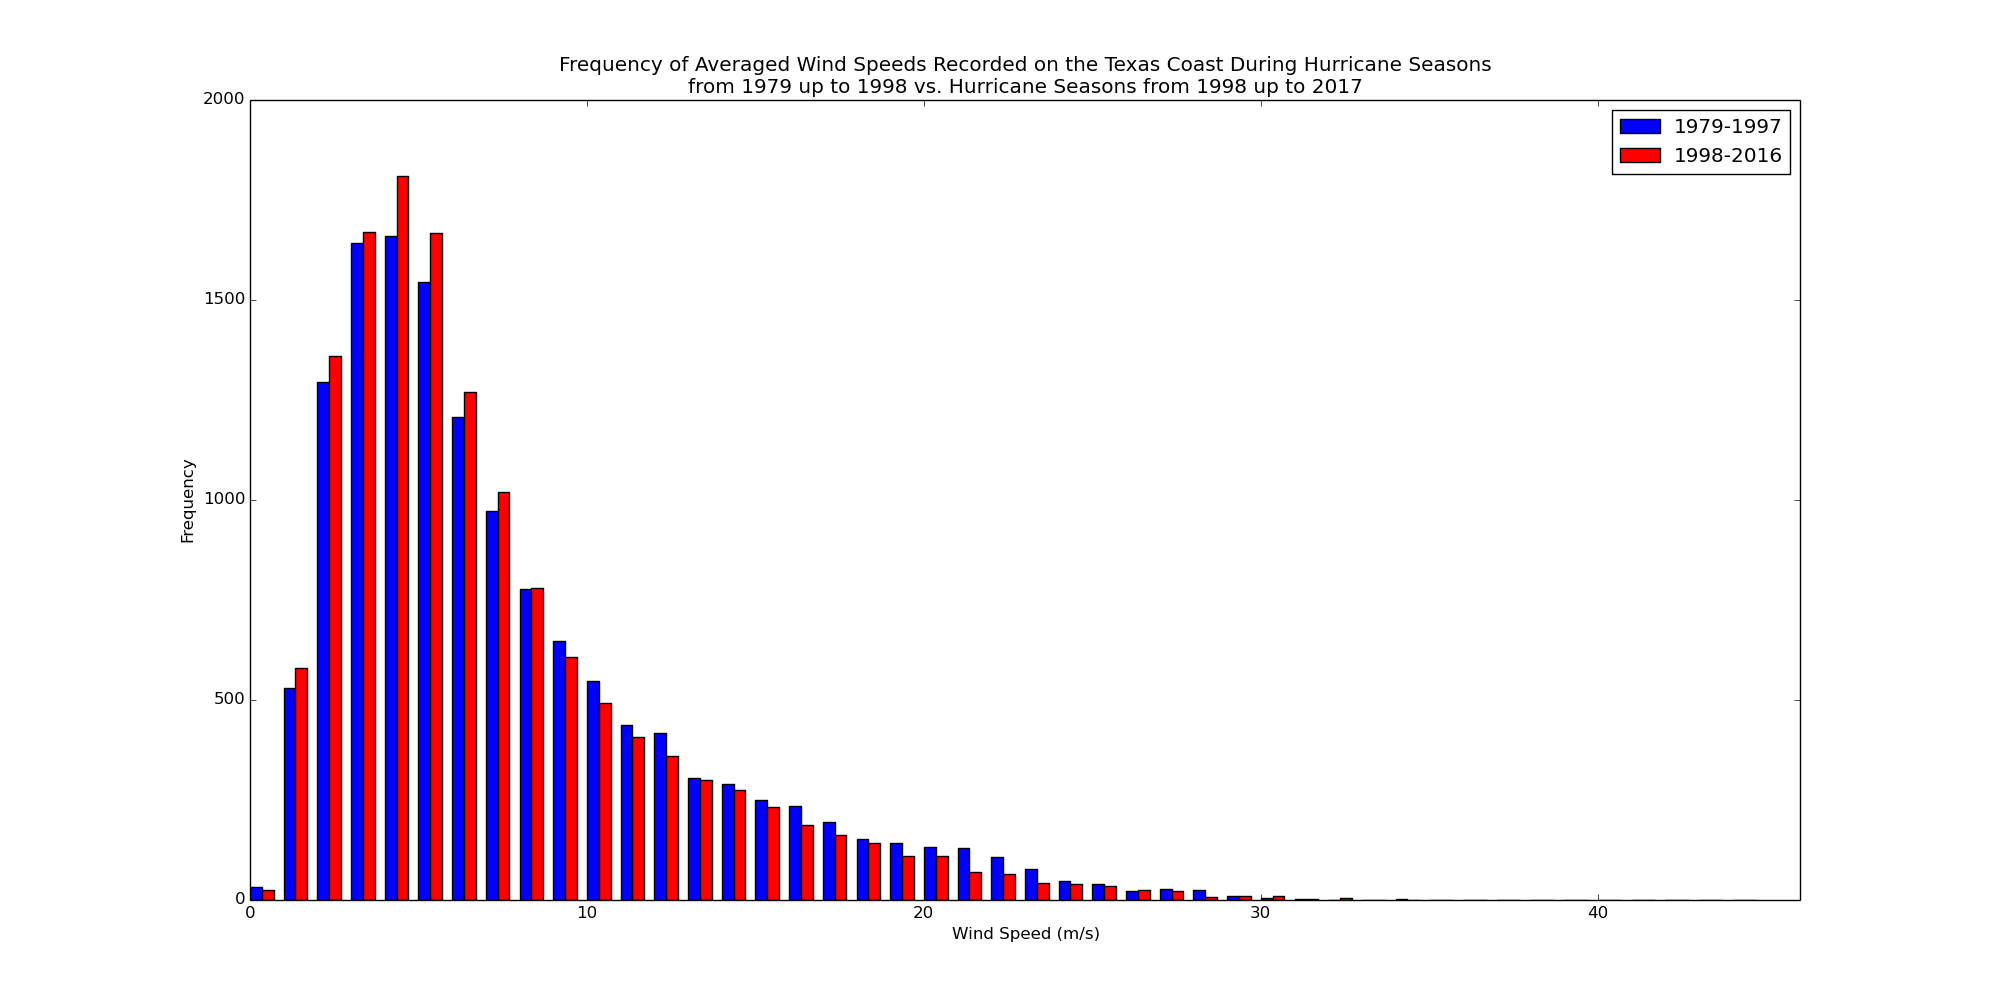 Frequency of Averaged Wind Speeds Recorded on the Texas Coast During Hurricane Seasons
from 1979 up to 1998 vs. Hurricane Seasons from 1998 up to 2017
2000
1500
1000
500
0
Frequency
1979-1997
1998-2016
0 10 20 30 40
Wind Speed (m/s)